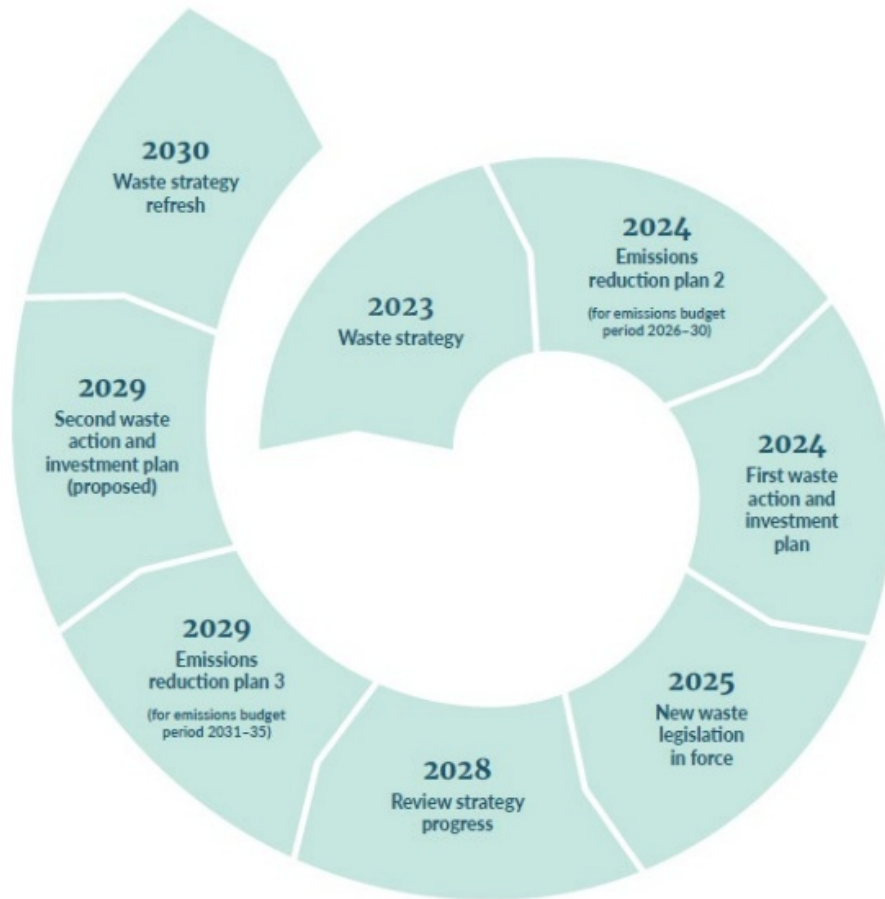 2023
Waste strategy
2024
Emissions
reduction plan 2
(for emissions budget
period 2026–30)
2024
First waste
action and
investment
plan
2025
New waste
legislation
in force
2028
Review strategy
progress
2029
Emissions
reduction plan 3
(for emissions budget
period 2031–35)
2029
Second waste
action and
investment plan
(proposed)
2030
Waste strategy
refresh